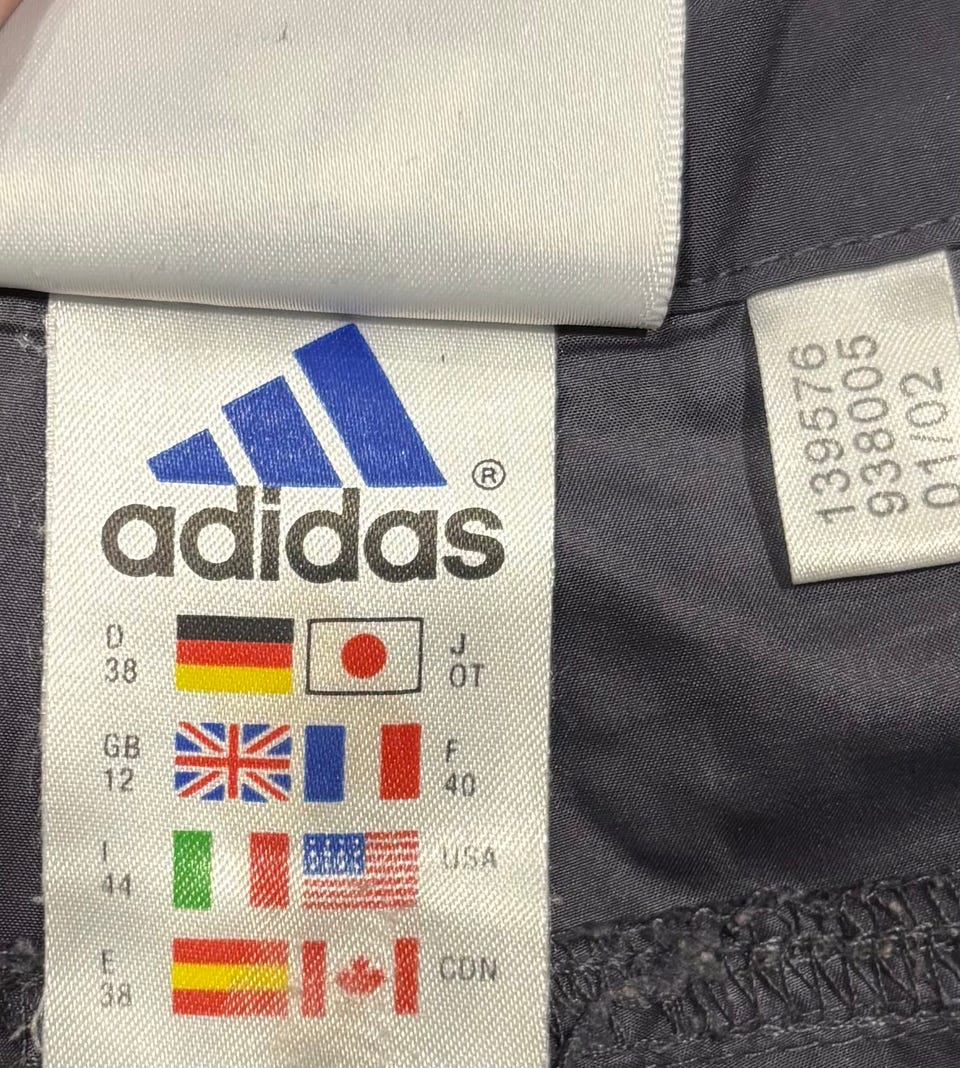 adidas®
D
38
J
OT
GB
12
F
40
I
44
USA
E
38
CDN
139576
938005
01/02